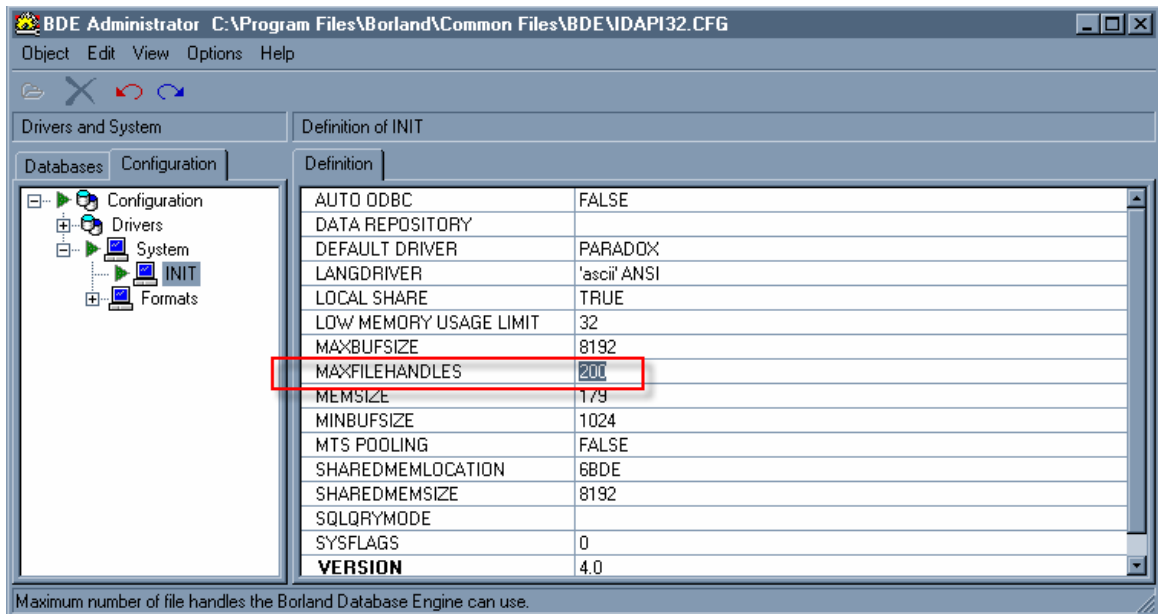 BDE Administrator C:\Program Files\Borland\Common Files\BDE\IDAPI32.CFG
Object Edit View Options Help
Drivers and System
Definition of INIT
Databases Configuration
Definition
Configuration
Drivers
System
INIT
Formats
AUTO ODBC FALSE
DATA REPOSITORY
DEFAULT DRIVER PARADOX
LANGDRIVER 'ascii' ANSI
LOCAL SHARE TRUE
LOW MEMORY USAGE LIMIT 32
MAXBUFSIZE 8192
MAXFILEHANDLES 200
MEMSIZE 179
MINBUFSIZE 1024
MTS POOLING FALSE
SHAREDMEMLOCATION 6BDE
SHAREDMEMSIZE 8192
SQLQRYMODE
SYSFLAGS 0
VERSION 4.0
Maximum number of file handles the Borland Database Engine can use.